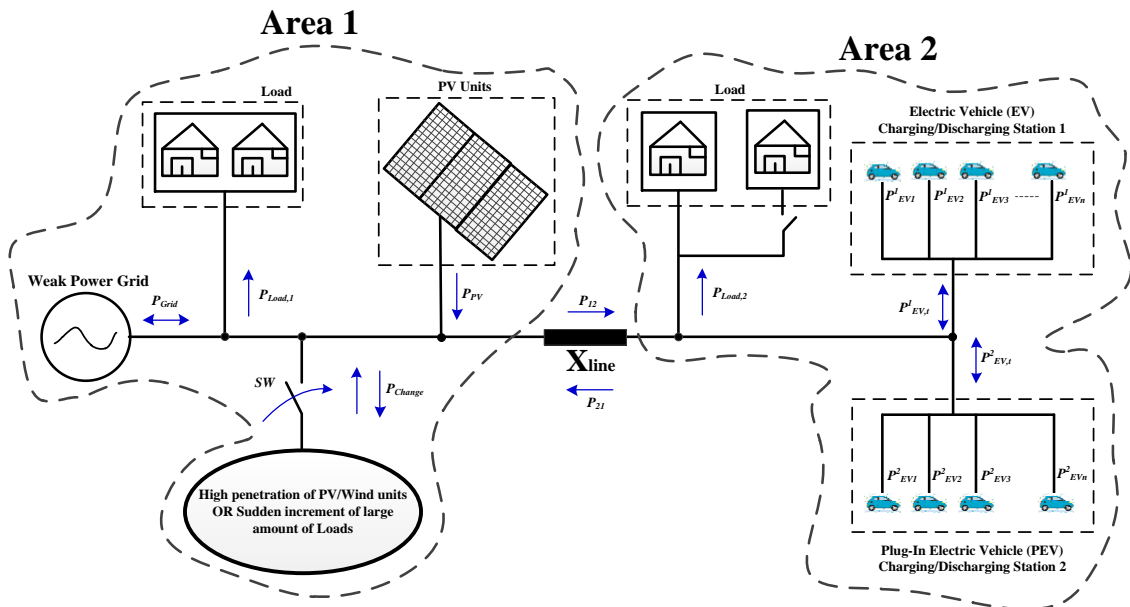 Area 1
Area 2
Load
PV Units
Load
Electric Vehicle (EV)
Charging/Discharging Station 1
P¹EV1
P¹EV2
P¹EV3
-----
P¹EVn
Weak Power Grid
PGrid
PLoad,1
PPV
P12
PLoad,2
P¹EV,t
Xline
P²EV,t
SW
PChange
P21
P²EV1
P²EV2
P²EV3
P²EVn
High penetration of PV/Wind units
OR Sudden increment of large
amount of Loads
Plug-In Electric Vehicle (PEV)
Charging/Discharging Station 2